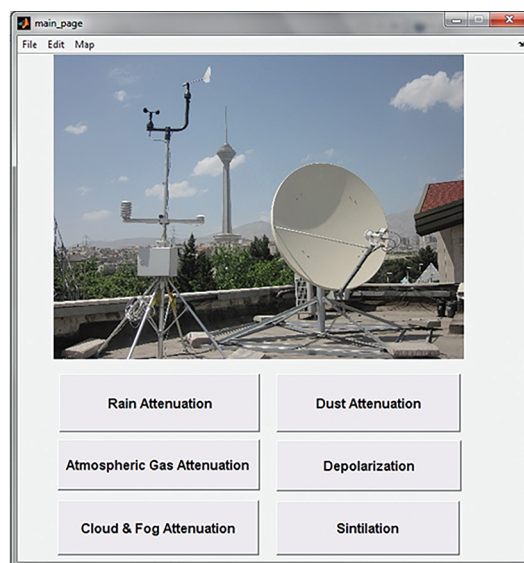 main_page
File Edit Map
Rain Attenuation
Dust Attenuation
Atmospheric Gas Attenuation
Depolarization
Cloud & Fog Attenuation
Sintilation